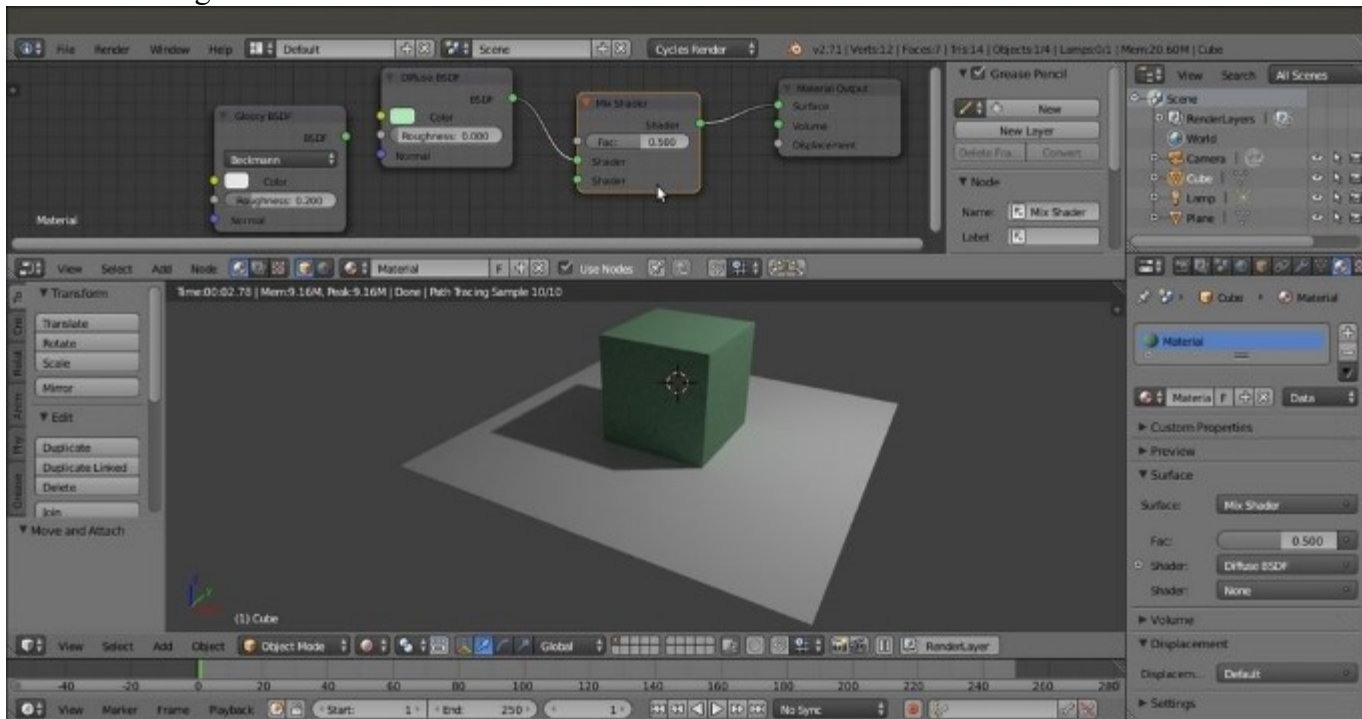 File Render Window Help Default Scene Cycles Render v2.71 | Verts:12 | Faces:7 | Tris:14 | Objects:1/4 | Lamps:0/1 | Mem:20.60M | Cube
Glossy BSDF
BSDF
Beckmann
Color
Roughness: 0.200
Normal
Diffuse BSDF
BSDF
Color
Roughness: 0.000
Normal
Mix Shader
Shader
Fac: 0.500
Shader
Shader
Material Output
Surface
Volume
Displacement
Material
Grease Pencil
New
New Layer
Delete Fra... Convert
Node
Name: Mix Shader
Label:
View Search All Scenes
Scene
RenderLayers
World
Camera
Cube
Lamp
Plane
View Select Add Node Material F Use Nodes
Transform
Translate
Rotate
Scale
Mirror
Edit
Duplicate
Duplicate Linked
Delete
Join
Move and Attach
Time:00:02.78 | Mem:9.16M, Peak:9.16M | Done | Path Tracing Sample 10/10
(1) Cube
Cube Material
Material
Materia F Data
Custom Properties
Preview
Surface
Surface: Mix Shader
Fac: 0.500
Shader: Diffuse BSDF
Shader: None
Volume
Displacement
Displacem... Default
Settings
View Select Add Object Object Mode Global RenderLayer
-40 -20 0 20 40 60 80 100 120 140 160 180 200 220 240 260 280
View Marker Frame Playback Start: 1 End: 250 1 No Sync